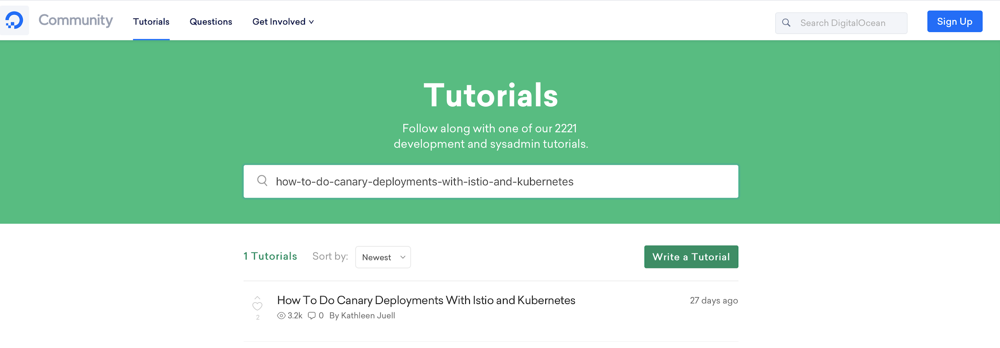 Community
Tutorials
Questions
Get Involved
Search DigitalOcean
Sign Up
Tutorials
Follow along with one of our 2221
development and sysadmin tutorials.
how-to-do-canary-deployments-with-istio-and-kubernetes
1 Tutorials
Sort by:
Newest
Write a Tutorial
How To Do Canary Deployments With Istio and Kubernetes
27 days ago
2
3.2k 0 By Kathleen Juell